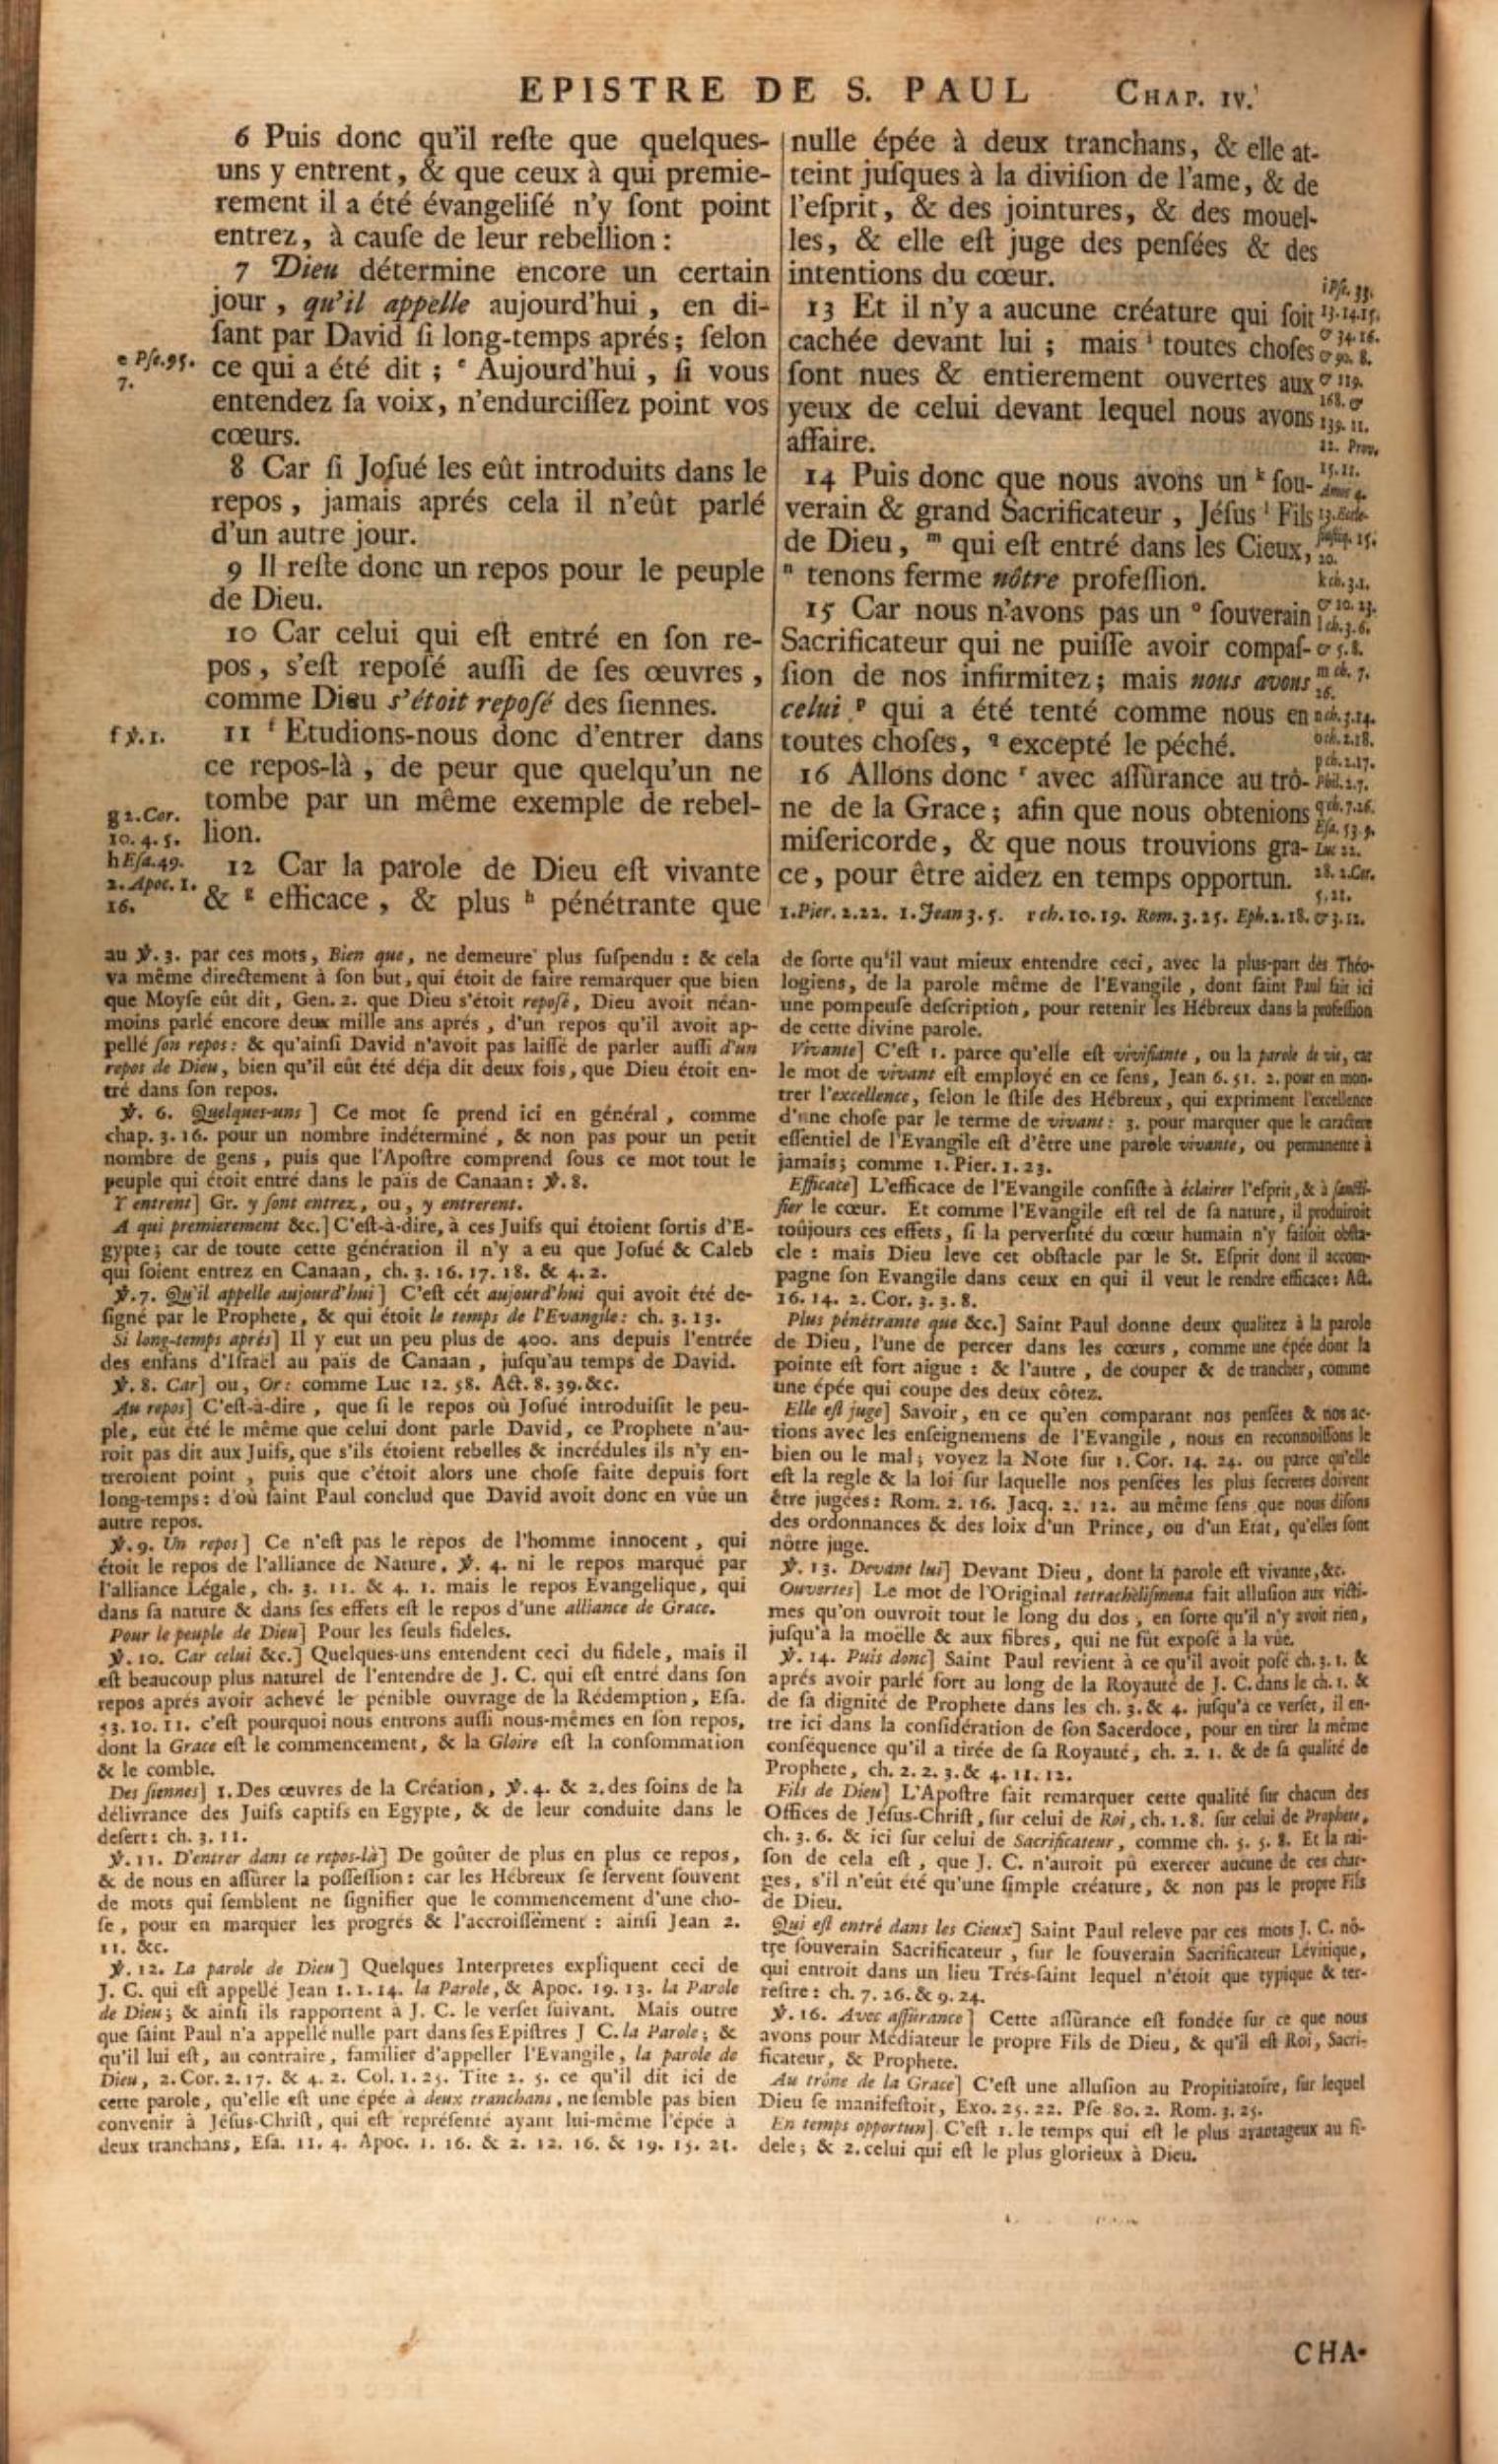 EPISTRE DE S. PAUL CHAP. IV.
6 Puis donc qu'il reſte que quelques-
uns y entrent, & que ceux à qui premie-
rement il a été évangeliſé n'y ſont point
entrez, à cauſe de leur rebellion:
7 Dieu détermine encore un certain
jour, qu'il appelle aujourd'hui, en di-
ſant par David ſi long-temps aprés; ſelon
ce qui a été dit; e Aujourd'hui, ſi vous
entendez ſa voix, n'endurciſſez point vos
cœurs.
8 Car ſi Joſué les eût introduits dans le
repos, jamais aprés cela il n'eût parlé
d'un autre jour.
9 Il reſte donc un repos pour le peuple
de Dieu.
10 Car celui qui eſt entré en ſon re-
pos, s'eſt repoſé auſſi de ſes œuvres,
comme Dieu s'étoit repoſé des ſiennes.
11 f Etudions-nous donc d'entrer dans
ce repos-là, de peur que quelqu'un ne
tombe par un même exemple de rebel-
lion.
12 Car la parole de Dieu eſt vivante
& g efficace, & plus h pénétrante que
e Pſe.95.
7.
f ꝟ.1.
g 2.Cor.
10.4.5.
h Eſa.49.
2.Apoc.1.
16.
nulle épée à deux tranchans, & elle at-
teint juſques à la diviſion de l'ame, & de
l'eſprit, & des jointures, & des mouel-
les, & elle eſt juge des penſées & des
intentions du cœur.
13 Et il n'y a aucune créature qui ſoit
cachée devant lui; mais i toutes choſes
ſont nues & entierement ouvertes aux
yeux de celui devant lequel nous avons
affaire.
14 Puis donc que nous avons un k ſou-
verain & grand Sacrificateur, Jéſus l Fils
de Dieu, m qui eſt entré dans les Cieux,
n tenons ferme nôtre profeſſion.
15 Car nous n'avons pas un o ſouverain
Sacrificateur qui ne puiſſe avoir compaſ-
ſion de nos infirmitez; mais nous avons
celui p qui a été tenté comme nous en
toutes choſes, q excepté le péché.
16 Allons donc r avec aſſûrance au trô-
ne de la Grace; afin que nous obtenions
miſericorde, & que nous trouvions gra-
ce, pour être aidez en temps opportun.
i Pſe. 33.
13.14.15.
& 34.16.
& 90. 8.
& 119.
168. &
139. 11.
12. Prov.
15.11.
Amos 4.
20.
k ch.3.1.
& 10. 23.
l ch.3.6.
& 5.8.
m ch. 7.
26.
n ch.3.14.
o ch.2.18.
p ch.2.17.
Phil.2.7.
q ch.7.26.
Eſa. 53.9.
28. 2.Cor.
5.21.
1.Pier.2.22. 1.Jean 3.5. r ch.10.19. Rom.3.25. Eph.2.18. & 3.12.
au ꝟ.3. par ces mots, Bien que, ne demeure plus ſuſpendu: & cela
va même directement à ſon but, qui étoit de faire remarquer que bien
que Moyſe eût dit, Gen. 2. que Dieu s'étoit repoſé, Dieu avoit néan-
moins parlé encore deux mille ans aprés, d'un repos qu'il avoit ap-
pellé ſon repos: & qu'ainſi David n'avoit pas laiſſé de parler auſſi d'un
repos de Dieu, bien qu'il eût été déja dit deux fois, que Dieu étoit en-
tré dans ſon repos.
ꝟ. 6. Quelques-uns] Ce mot ſe prend ici en général, comme
chap. 3. 16. pour un nombre indéterminé, & non pas pour un petit
nombre de gens, puis que l'Apoſtre comprend ſous ce mot tout le
peuple qui étoit entré dans le païs de Canaan: ꝟ.8.
Y entrent] Gr. y ſont entrez, ou, y entrerent.
A qui premierement &c.] C'eſt-à-dire, à ces Juifs qui étoient ſortis d'E-
gypte; car de toute cette génération il n'y a eu que Joſué & Caleb
qui ſoient entrez en Canaan, ch. 3. 16. 17. 18. & 4. 2.
ꝟ.7. Qu'il appelle aujourd'hui] C'eſt cét aujourd'hui qui avoit été de-
ſigné par le Prophete, & qui étoit le temps de l'Evangile: ch. 3. 13.
Si long-temps aprés] Il y eut un peu plus de 400. ans depuis l'entrée
des enfans d'Iſraël au païs de Canaan, juſqu'au temps de David.
ꝟ. 8. Car] ou, Or: comme Luc 12. 58. Act. 8. 39. &c.
Au repos] C'eſt-à-dire, que ſi le repos où Joſué introduiſit le peu-
ple, eût été le même que celui dont parle David, ce Prophete n'au-
roit pas dit aux Juifs, que s'ils étoient rebelles & incrédules ils n'y en-
treroient point, puis que c'étoit alors une choſe faite depuis fort
long-temps: d'où ſaint Paul conclud que David avoit donc en vûe un
autre repos.
ꝟ. 9. Un repos] Ce n'eſt pas le repos de l'homme innocent, qui
étoit le repos de l'alliance de Nature, ꝟ. 4. ni le repos marqué par
l'alliance Légale, ch. 3. 11. & 4. 1. mais le repos Evangelique, qui
dans ſa nature & dans ſes effets eſt le repos d'une alliance de Grace.
Pour le peuple de Dieu] Pour les ſeuls fideles.
ꝟ. 10. Car celui &c.] Quelques-uns entendent ceci du fidele, mais il
eſt beaucoup plus naturel de l'entendre de J. C. qui eſt entré dans ſon
repos aprés avoir achevé le pénible ouvrage de la Rédemption, Eſa.
53. 10. 11. c'eſt pourquoi nous entrons auſſi nous-mêmes en ſon repos,
dont la Grace eſt le commencement, & la Gloire eſt la conſommation
& le comble.
Des ſiennes] 1. Des œuvres de la Création, ꝟ.4. & 2. des ſoins de la
délivrance des Juifs captifs en Egypte, & de leur conduite dans le
deſert: ch. 3. 11.
ꝟ. 11. D'entrer dans ce repos-là] De goûter de plus en plus ce repos,
& de nous en aſſûrer la poſſeſſion: car les Hébreux ſe ſervent ſouvent
de mots qui ſemblent ne ſignifier que le commencement d'une cho-
ſe, pour en marquer les progrés & l'accroiſſement: ainſi Jean 2.
11. &c.
ꝟ. 12. La parole de Dieu] Quelques Interpretes expliquent ceci de
J. C. qui eſt appellé Jean 1. 1. 14. la Parole, & Apoc. 19. 13. la Parole
de Dieu; & ainſi ils rapportent à J. C. le verſet ſuivant. Mais outre
que ſaint Paul n'a appellé nulle part dans ſes Epiſtres J C. la Parole; &
qu'il lui eſt, au contraire, familier d'appeller l'Evangile, la parole de
Dieu, 2. Cor. 2. 17. & 4. 2. Col. 1. 25. Tite 2. 5. ce qu'il dit ici de
cette parole, qu'elle eſt une épée à deux tranchans, ne ſemble pas bien
convenir à Jéſus-Chriſt, qui eſt repréſenté ayant lui-même l'épée à
deux tranchans, Eſa. 11. 4. Apoc. 1. 16. & 2. 12. 16. & 19. 15. 21.
de ſorte qu'il vaut mieux entendre ceci, avec la plus-part des Théo-
logiens, de la parole même de l'Evangile, dont ſaint Paul fait ici
une pompeuſe deſcription, pour retenir les Hébreux dans la profeſſion
de cette divine parole.
Vivante] C'eſt 1. parce qu'elle eſt vivifiante, ou la parole de vie, car
le mot de vivant eſt employé en ce ſens, Jean 6. 51. 2. pour en mon-
trer l'excellence, ſelon le ſtile des Hébreux, qui expriment l'excellence
d'une choſe par le terme de vivant: 3. pour marquer que le caractere
eſſentiel de l'Evangile eſt d'être une parole vivante, ou permanente à
jamais; comme 1. Pier. 1. 23.
Efficace] L'efficace de l'Evangile conſiſte à éclairer l'eſprit, & à ſancti-
fier le cœur. Et comme l'Evangile eſt tel de ſa nature, il produiroit
toûjours ces effets, ſi la perverſité du cœur humain n'y faiſoit obſta-
cle: mais Dieu leve cet obſtacle par le St. Eſprit dont il accom-
pagne ſon Evangile dans ceux en qui il veut le rendre efficace: Act.
16. 14. 2. Cor. 3. 3. 8.
Plus pénétrante que &c.] Saint Paul donne deux qualitez à la parole
de Dieu, l'une de percer dans les cœurs, comme une épée dont la
pointe eſt fort aigue: & l'autre, de couper & de trancher, comme
une épée qui coupe des deux côtez.
Elle eſt juge] Savoir, en ce qu'en comparant nos penſées & nos ac-
tions avec les enſeignemens de l'Evangile, nous en reconnoiſſons le
bien ou le mal; voyez la Note ſur 1. Cor. 14. 24. ou parce qu'elle
eſt la regle & la loi ſur laquelle nos penſées les plus ſecretes doivent
être jugées: Rom. 2. 16. Jacq. 2. 12. au même ſens que nous diſons
des ordonnances & des loix d'un Prince, ou d'un Etat, qu'elles ſont
nôtre juge.
ꝟ. 13. Devant lui] Devant Dieu, dont la parole eſt vivante, &c.
Ouvertes] Le mot de l'Original tetrachèliſmena fait alluſion aux victi-
mes qu'on ouvroit tout le long du dos, en ſorte qu'il n'y avoit rien,
juſqu'à la moëlle & aux fibres, qui ne fût expoſé à la vûe.
ꝟ. 14. Puis donc] Saint Paul revient à ce qu'il avoit poſé ch. 3. 1. &
aprés avoir parlé fort au long de la Royauté de J. C. dans le ch. 1. &
de ſa dignité de Prophete dans les ch. 3. & 4. juſqu'à ce verſet, il en-
tre ici dans la conſidération de ſon Sacerdoce, pour en tirer la même
conſéquence qu'il a tirée de ſa Royauté, ch. 2. 1. & de ſa qualité de
Prophete, ch. 2. 2. 3. & 4. 11. 12.
Fils de Dieu] L'Apoſtre fait remarquer cette qualité ſur chacun des
Offices de Jéſus-Chriſt, ſur celui de Roi, ch. 1. 8. ſur celui de Prophete,
ch. 3. 6. & ici ſur celui de Sacrificateur, comme ch. 5. 5. 8. Et la rai-
ſon de cela eſt, que J. C. n'auroit pû exercer aucune de ces char-
ges, s'il n'eût été qu'une ſimple créature, & non pas le propre Fils
de Dieu.
Qui eſt entré dans les Cieux] Saint Paul releve par ces mots J. C. nô-
tre ſouverain Sacrificateur, ſur le ſouverain Sacrificateur Lévitique,
qui entroit dans un lieu Trés-ſaint lequel n'étoit que typique & ter-
reſtre: ch. 7. 26. & 9. 24.
ꝟ. 16. Avec aſſûrance] Cette aſſûrance eſt fondée ſur ce que nous
avons pour Médiateur le propre Fils de Dieu, & qu'il eſt Roi, Sacri-
ficateur, & Prophete.
Au trône de la Grace] C'eſt une alluſion au Propitiatoire, ſur lequel
Dieu ſe manifeſtoit, Exo. 25. 22. Pſe 80. 2. Rom. 3. 25.
En temps opportun] C'eſt 1. le temps qui eſt le plus avantageux au fi-
dele; & 2. celui qui eſt le plus glorieux à Dieu.
CHA-